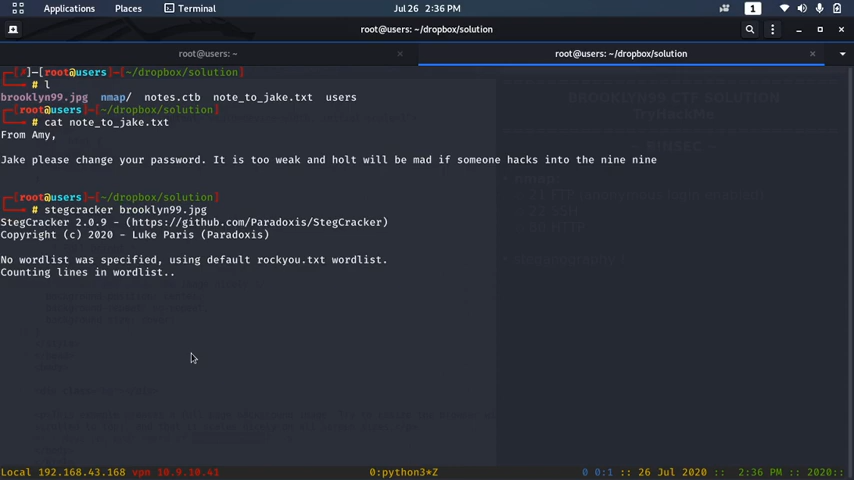 Applications Places Terminal Jul 26 2:36 PM 1
root@users: ~/dropbox/solution
root@users: ~ × root@users: ~/dropbox/solution ×
[✗]─[root@users]─[~/dropbox/solution]
# l
brooklyn99.jpg nmap/ notes.ctb note_to_jake.txt users
[root@users]─[~/dropbox/solution]
# cat note_to_jake.txt
From Amy,
Jake please change your password. It is too weak and holt will be mad if someone hacks into the nine nine
[root@users]─[~/dropbox/solution]
# stegcracker brooklyn99.jpg
StegCracker 2.0.9 - (https://github.com/Paradoxis/StegCracker)
Copyright (c) 2020 - Luke Paris (Paradoxis)
No wordlist was specified, using default rockyou.txt wordlist.
Counting lines in wordlist..
BROOKLYN99 CTF SOLUTION
TryHackMe
Local 192.168.43.168 vpn 10.9.10.41 0:python3*Z 0 0:1 :: 26 Jul 2020 :: 2:36 PM :: 2020::